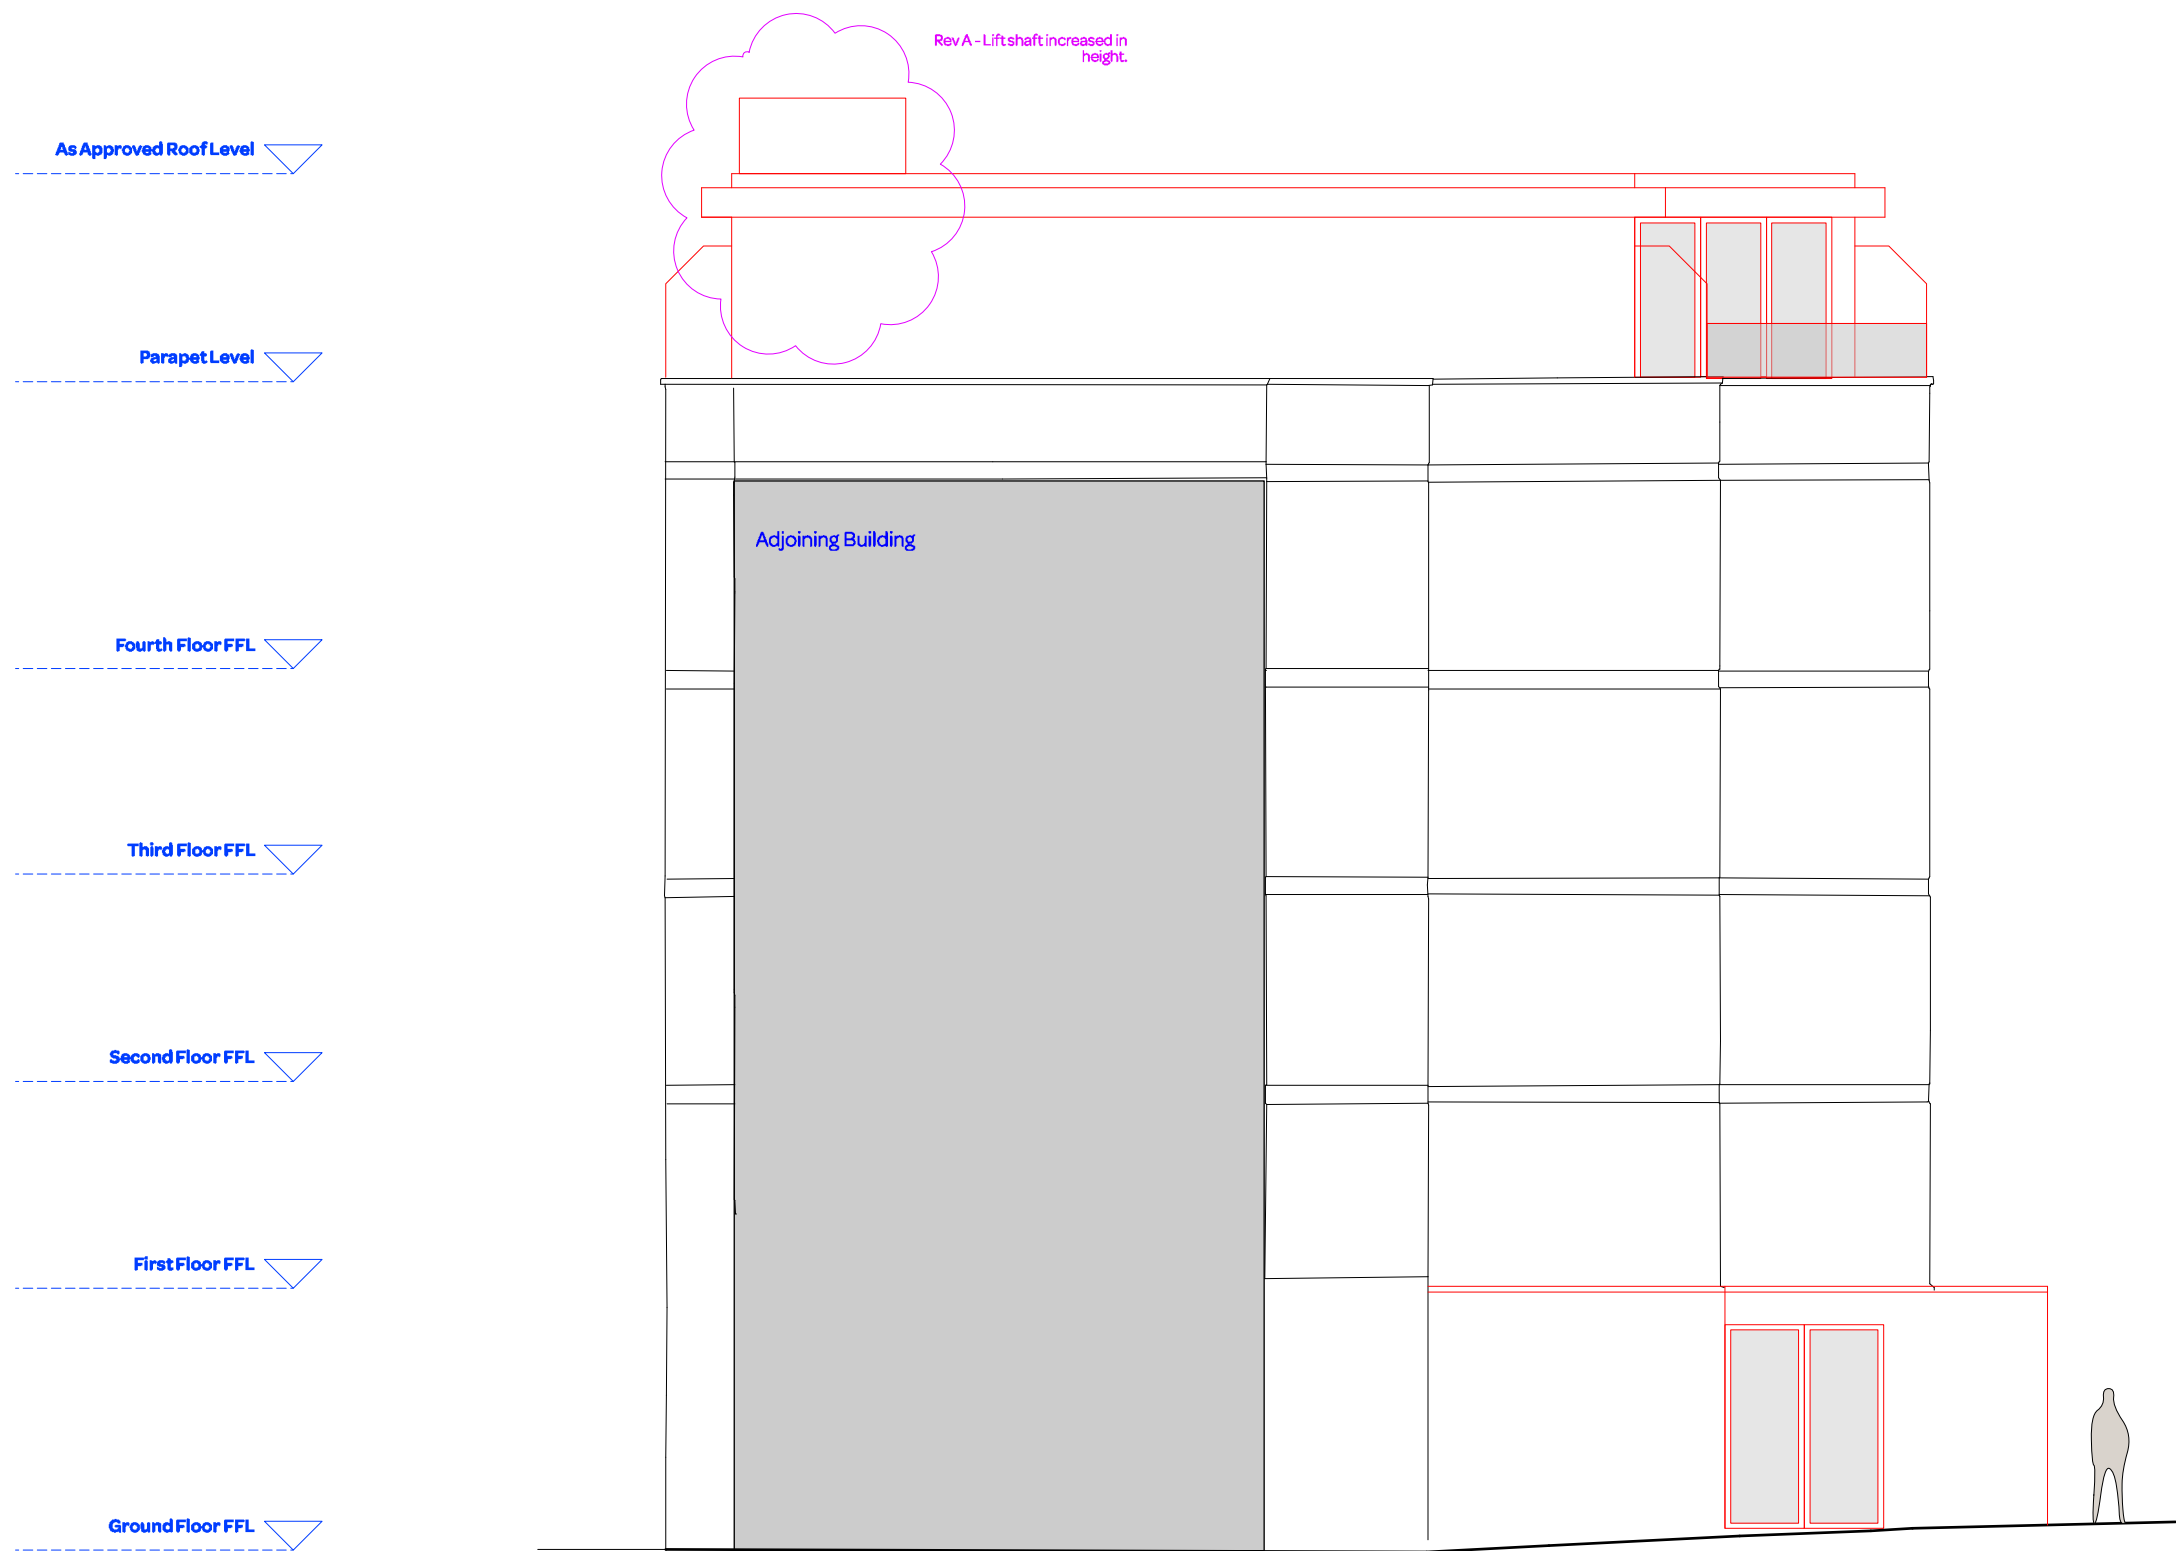 Rev A - Lift shaft increased in
height.
As Approved Roof Level
Parapet Level
Adjoining Building
Fourth Floor FFL
Third Floor FFL
Second Floor FFL
First Floor FFL
Ground Floor FFL